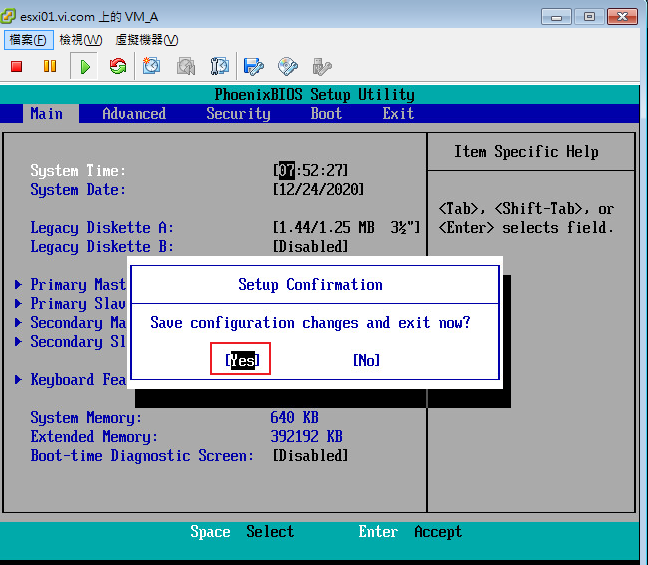 esxi01.vi.com 上的 VM_A
檔案(F) 檢視(W) 虛擬機器(V)
PhoenixBIOS Setup Utility
Main Advanced Security Boot Exit
Item Specific Help
System Time: [07:52:27]
System Date: [12/24/2020]
<Tab>, <Shift-Tab>, or
<Enter> selects field.
Legacy Diskette A: [1.44/1.25 MB 3½"]
Legacy Diskette B: [Disabled]
Primary Mast
Primary Slav
Secondary Ma
Secondary Sl
Keyboard Fea
Setup Confirmation
Save configuration changes and exit now?
[Yes] [No]
System Memory: 640 KB
Extended Memory: 392192 KB
Boot-time Diagnostic Screen: [Disabled]
Space Select Enter Accept